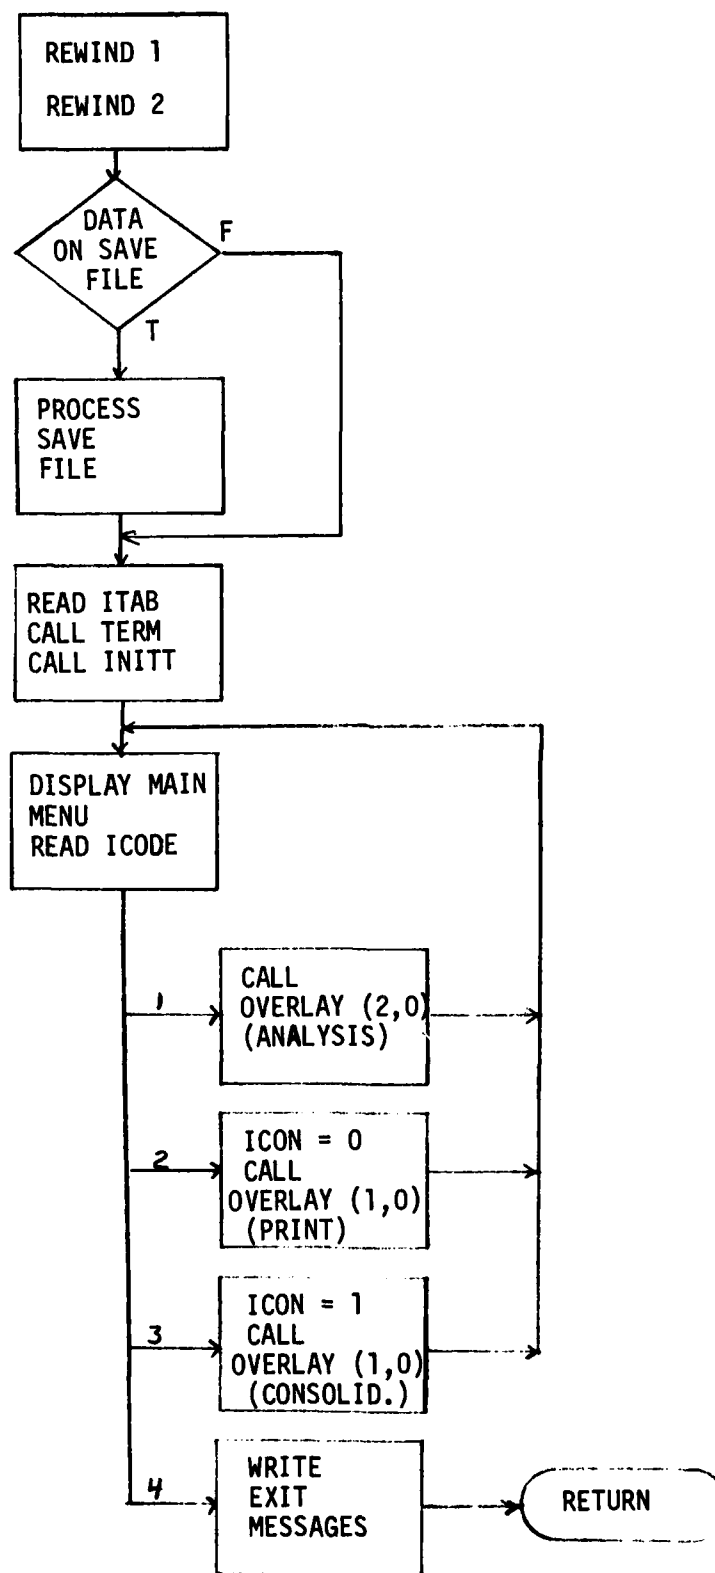 REWIND 1
REWIND 2
DATA
ON SAVE
FILE
F
T
PROCESS
SAVE
FILE
READ ITAB
CALL TERM
CALL INITT
DISPLAY MAIN
MENU
READ ICODE
1
CALL
OVERLAY (2,0)
(ANALYSIS)
2
ICON = 0
CALL
OVERLAY (1,0)
(PRINT)
3
ICON = 1
CALL
OVERLAY (1,0)
(CONSOLID.)
4
WRITE
EXIT
MESSAGES
RETURN